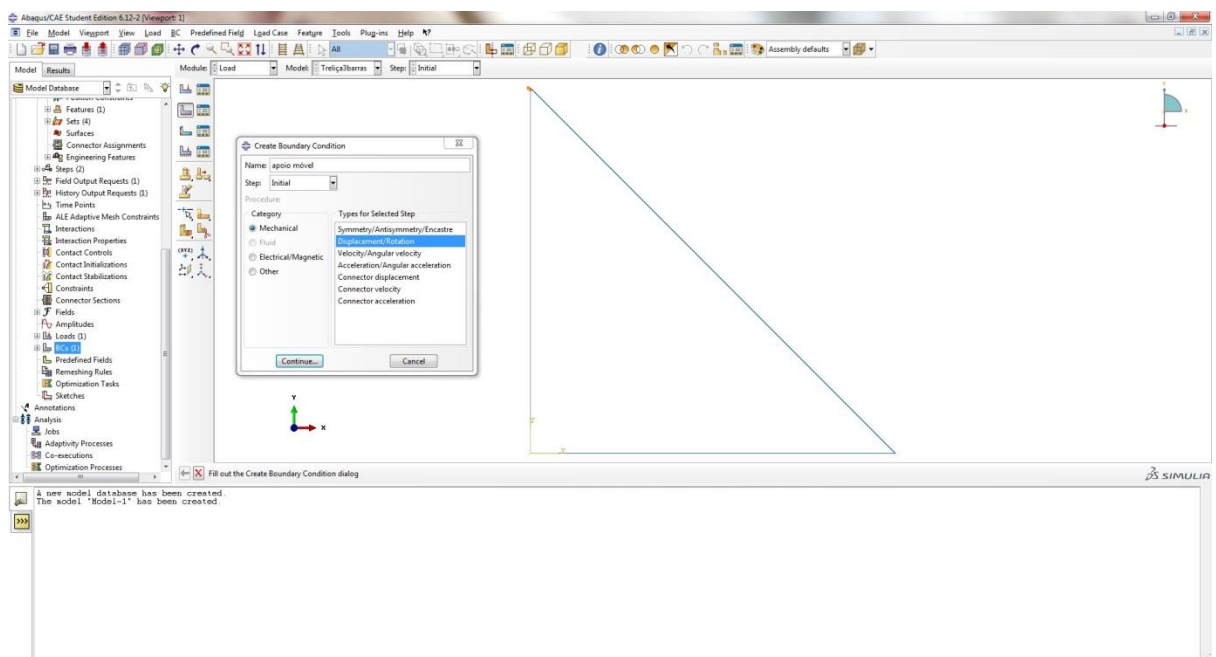 Abaqus/CAE Student Edition 6.12-2 [Viewport: 1]
File Model Viewport View Load BC Predefined Field Load Case Feature Tools Plug-ins Help
All
Assembly defaults
Model Results
Module: Load Model: Treliça3barras Step: Initial
Model Database
Position Constraints
Features (1)
Sets (4)
Surfaces
Connector Assignments
Engineering Features
Steps (2)
Field Output Requests (1)
History Output Requests (1)
Time Points
ALE Adaptive Mesh Constraints
Interactions
Interaction Properties
Contact Controls
Contact Initializations
Contact Stabilizations
Constraints
Connector Sections
Fields
Amplitudes
Loads (1)
BCs (1)
Predefined Fields
Remeshing Rules
Optimization Tasks
Sketches
Annotations
Analysis
Jobs
Adaptivity Processes
Co-executions
Optimization Processes
Create Boundary Condition
Name: apoio móvel
Step: Initial
Procedure:
Category
Mechanical
Fluid
Electrical/Magnetic
Other
Types for Selected Step
Symmetry/Antisymmetry/Encastre
Displacement/Rotation
Velocity/Angular velocity
Acceleration/Angular acceleration
Connector displacement
Connector velocity
Connector acceleration
Continue... Cancel
Y
X
Fill out the Create Boundary Condition dialog
SIMULIA
A new model database has been created.
The model "Model-1" has been created.
>>>